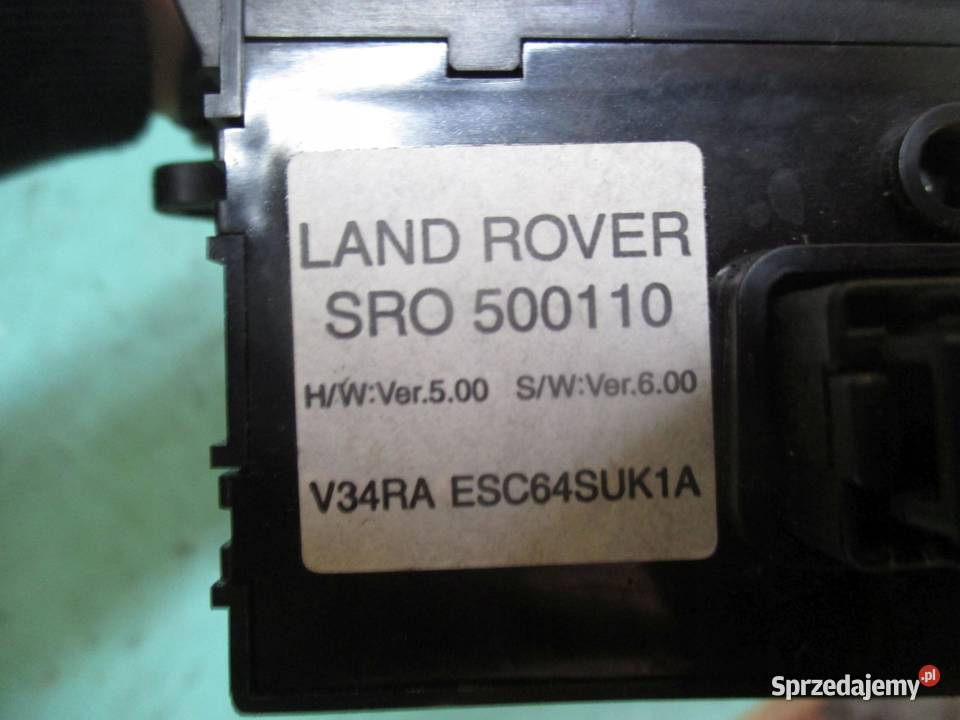 LAND ROVER
SRO 500110
H/W:Ver.5.00 S/W:Ver.6.00
V34RA ESC64SUK1A
Sprzedajemy.pl